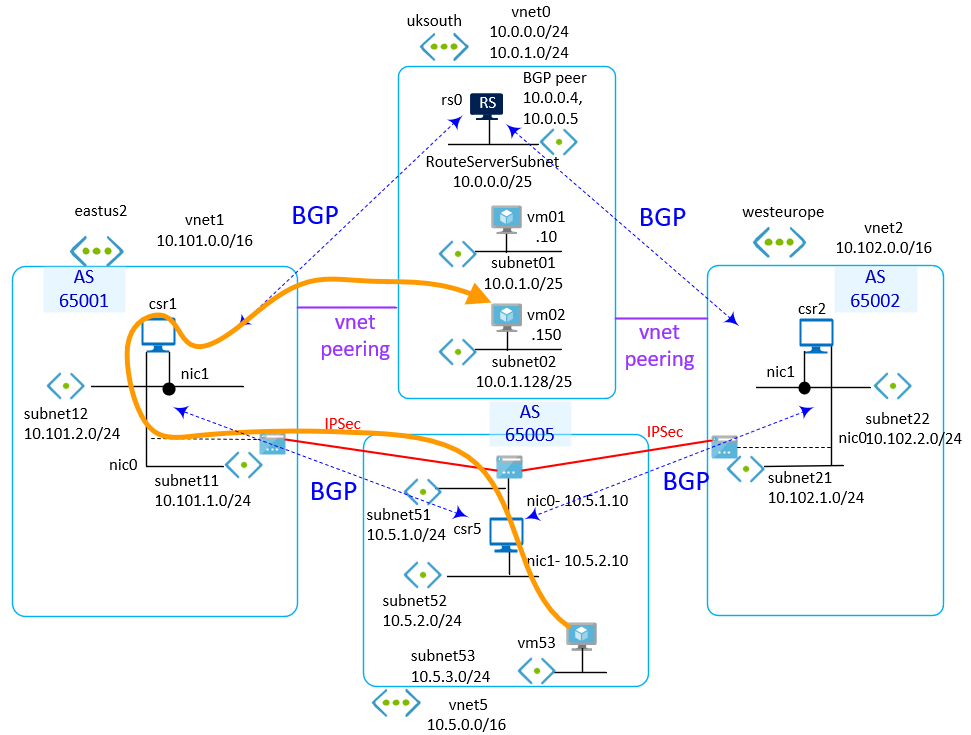 uksouth
vnet0
10.0.0.0/24
10.0.1.0/24
BGP peer
10.0.0.4,
10.0.0.5
rs0
RS
RouteServerSubnet
10.0.0.0/25
BGP
BGP
eastus2
vnet1
10.101.0.0/16
westeurope
vnet2
10.102.0.0/16
vm01
.10
subnet01
10.0.1.0/25
AS
65001
AS
65002
csr1
vnet
peering
vm02
.150
subnet02
10.0.1.128/25
vnet
peering
csr2
nic1
nic1
subnet12
10.101.2.0/24
subnet22
10.102.2.0/24
AS
65005
IPSec
IPSec
nic0
nic0
subnet11
10.101.1.0/24
subnet21
10.102.1.0/24
BGP
BGP
nic0- 10.5.1.10
subnet51
10.5.1.0/24
csr5
nic1- 10.5.2.10
subnet52
10.5.2.0/24
vm53
subnet53
10.5.3.0/24
vnet5
10.5.0.0/16